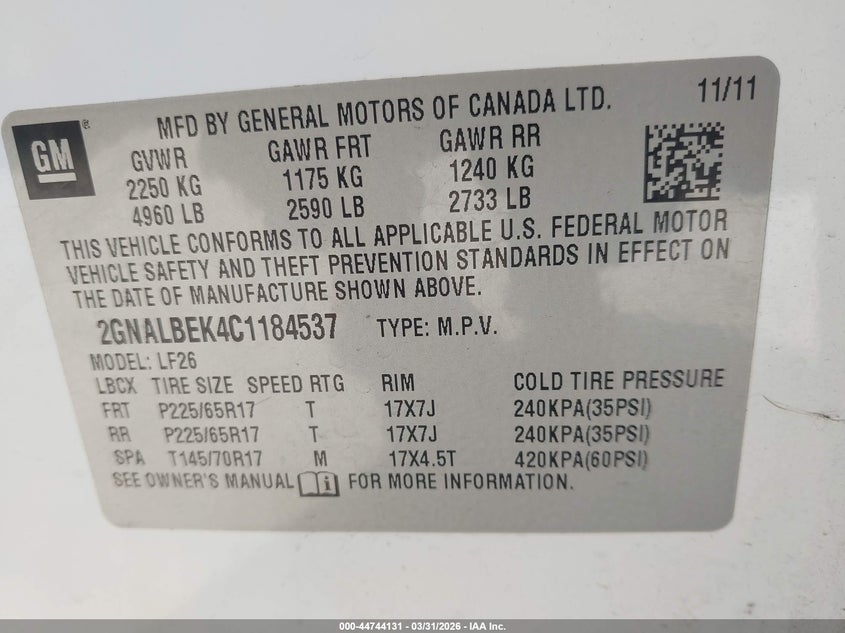 GM ®
MFD BY GENERAL MOTORS OF CANADA LTD. 11/11
GVWR GAWR FRT GAWR RR
2250 KG 1175 KG 1240 KG
4960 LB 2590 LB 2733 LB
THIS VEHICLE CONFORMS TO ALL APPLICABLE U.S. FEDERAL MOTOR
VEHICLE SAFETY AND THEFT PREVENTION STANDARDS IN EFFECT ON
THE DATE OF MANUFACTURE SHOWN ABOVE.
2GNALBEK4C1184537 TYPE: M.P.V.
MODEL: LF26
LBCX TIRE SIZE SPEED RTG RIM COLD TIRE PRESSURE
FRT P225/65R17 T 17X7J 240KPA(35PSI)
RR P225/65R17 T 17X7J 240KPA(35PSI)
SPA T145/70R17 M 17X4.5T 420KPA(60PSI)
SEE OWNER'S MANUAL i FOR MORE INFORMATION.
000-44744131 - 03/31/2026 - IAA Inc.